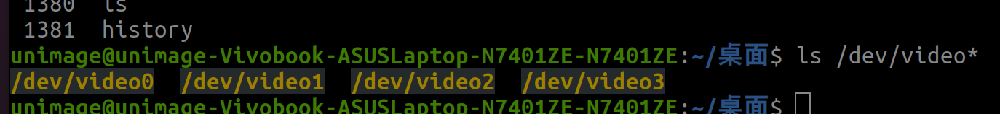 1380  ls
1381  history
unimage@unimage-Vivobook-ASUSLaptop-N7401ZE-N7401ZE:~/桌面$ ls /dev/video*
/dev/video0  /dev/video1  /dev/video2  /dev/video3
unimage@unimage-Vivobook-ASUSLaptop-N7401ZE-N7401ZE:~/桌面$